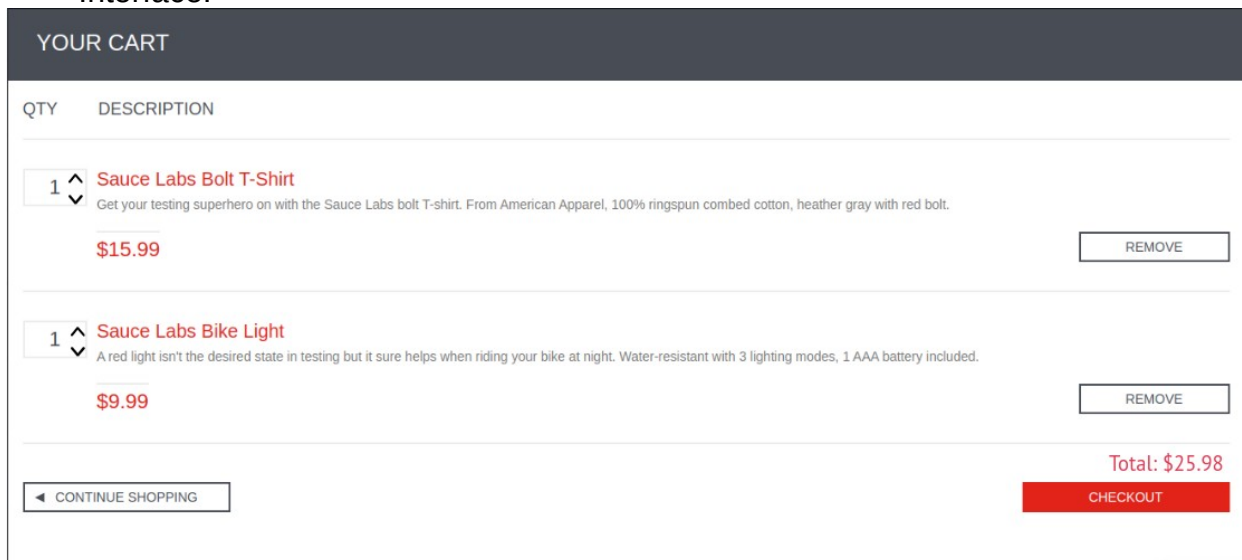 interface.
YOUR CART
QTY DESCRIPTION
1 Sauce Labs Bolt T-Shirt
Get your testing superhero on with the Sauce Labs bolt T-shirt. From American Apparel, 100% ringspun combed cotton, heather gray with red bolt.
$15.99 REMOVE
1 Sauce Labs Bike Light
A red light isn't the desired state in testing but it sure helps when riding your bike at night. Water-resistant with 3 lighting modes, 1 AAA battery included.
$9.99 REMOVE
Total: $25.98
◄ CONTINUE SHOPPING CHECKOUT